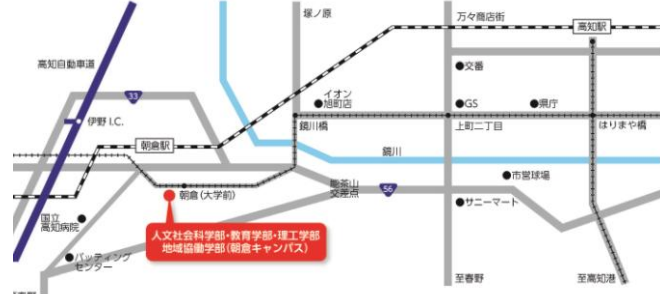 塚ノ原
万々商店街
高知駅
高知自動車道
交番
33
イオン
旭町店
GS
県庁
伊野 I.C.
鏡川橋
上町二丁目
はりまや橋
朝倉駅
鏡川
市営球場
朝倉(大学前)
能茶山
交差点
56
サニーマート
国立
高知病院
人文社会科学部・教育学部・理工学部
地域協働学部(朝倉キャンパス)
バッティング
センター
至春野
至高知港